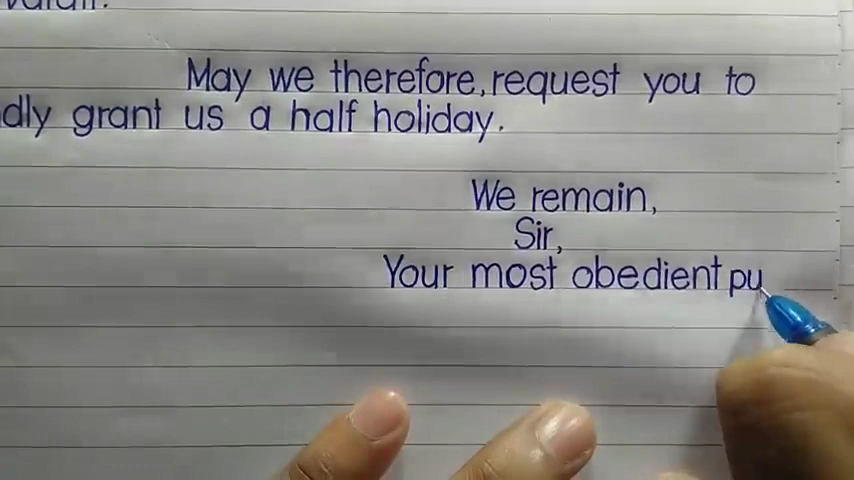 May we therefore, request you to
dly grant us a half holiday.
We remain,
Sir,
Your most obedient pu